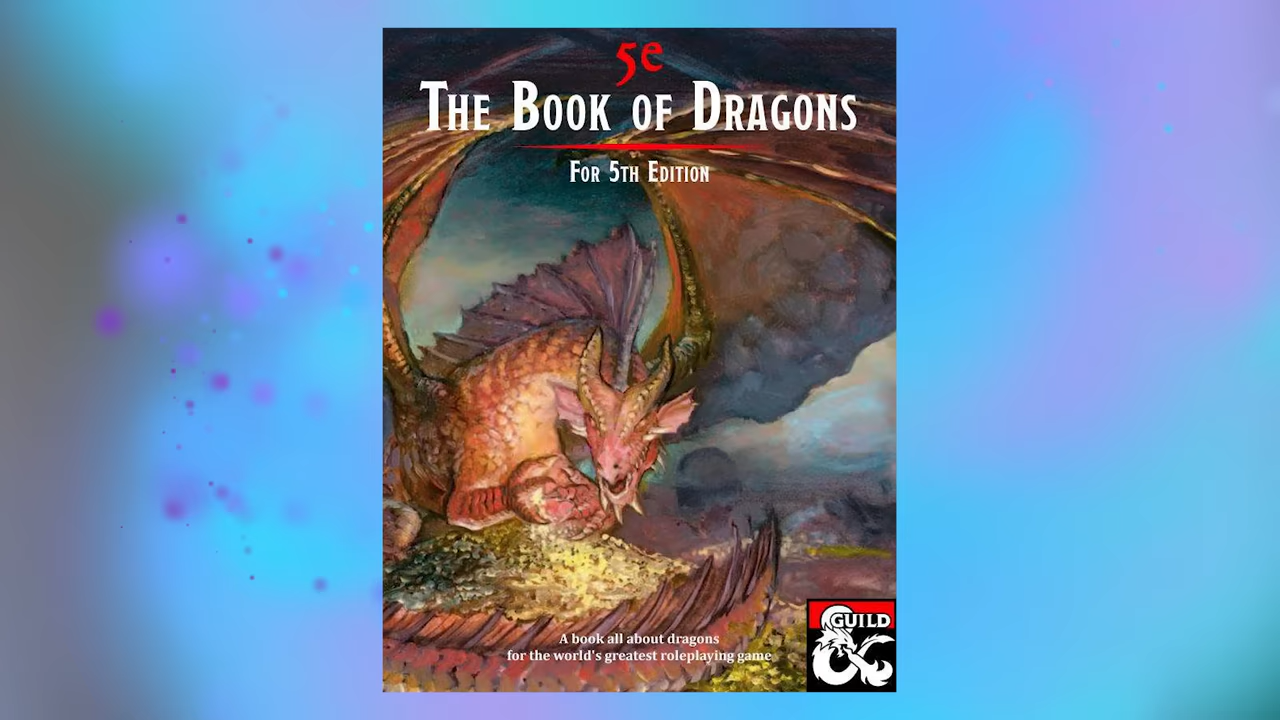 5e
The Book of Dragons
For 5th Edition
A book all about dragons
for the world's greatest roleplaying game
GUILD